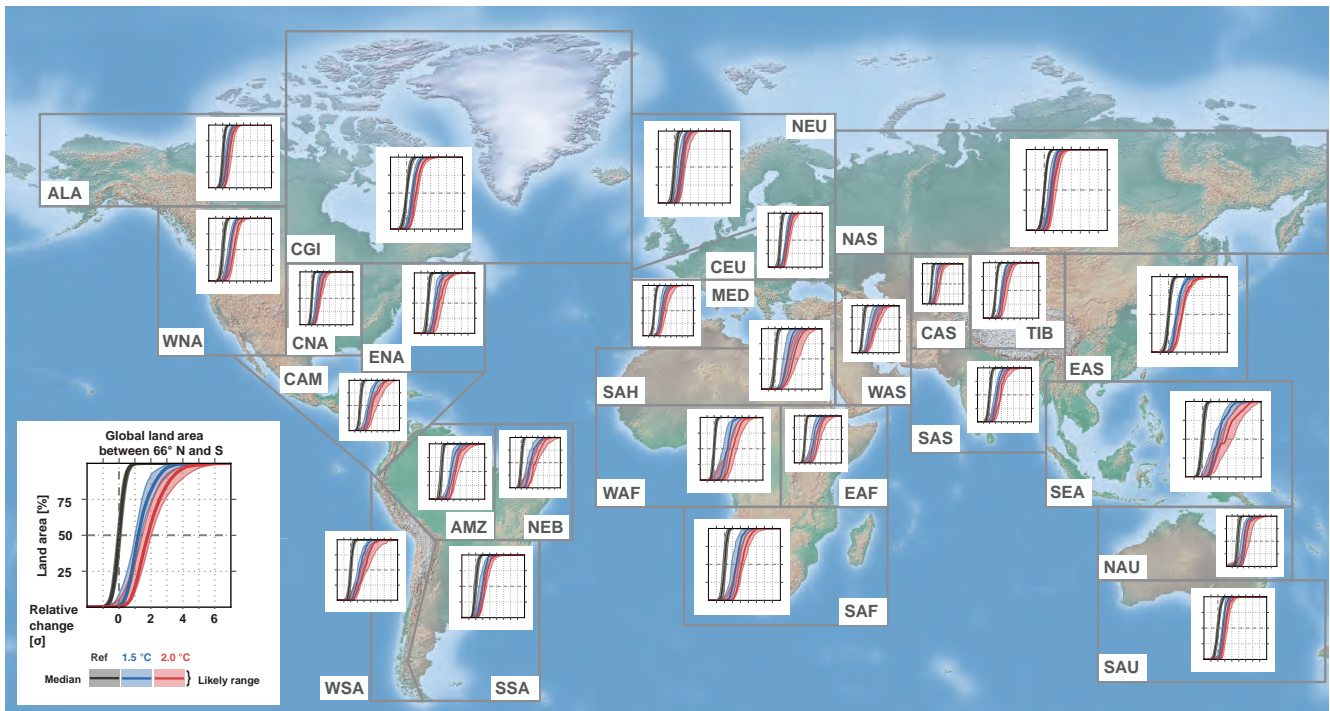 NEU
ALA
NAS
CGI
CEU
MED
CAS
TIB
WNA
CNA
ENA
EAS
CAM
SAH
WAS
SAS
Global land area
between 66° N and S
75
50
25
Land area [%]
Relative
change
[σ]
0 2 4 6
Ref 1.5 °C 2.0 °C
Median } Likely range
WAF
EAF
SEA
AMZ
NEB
NAU
SAF
SAU
WSA
SSA